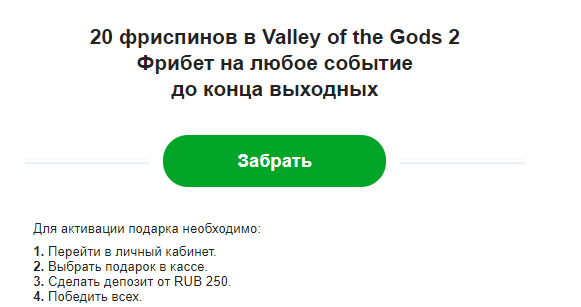 20 фриспинов в Valley of the Gods 2
Фрибет на любое событие
до конца выходных
Забрать
Для активации подарка необходимо:
1. Перейти в личный кабинет.
2. Выбрать подарок в кассе.
3. Сделать депозит от RUB 250.
4. Победить всех.